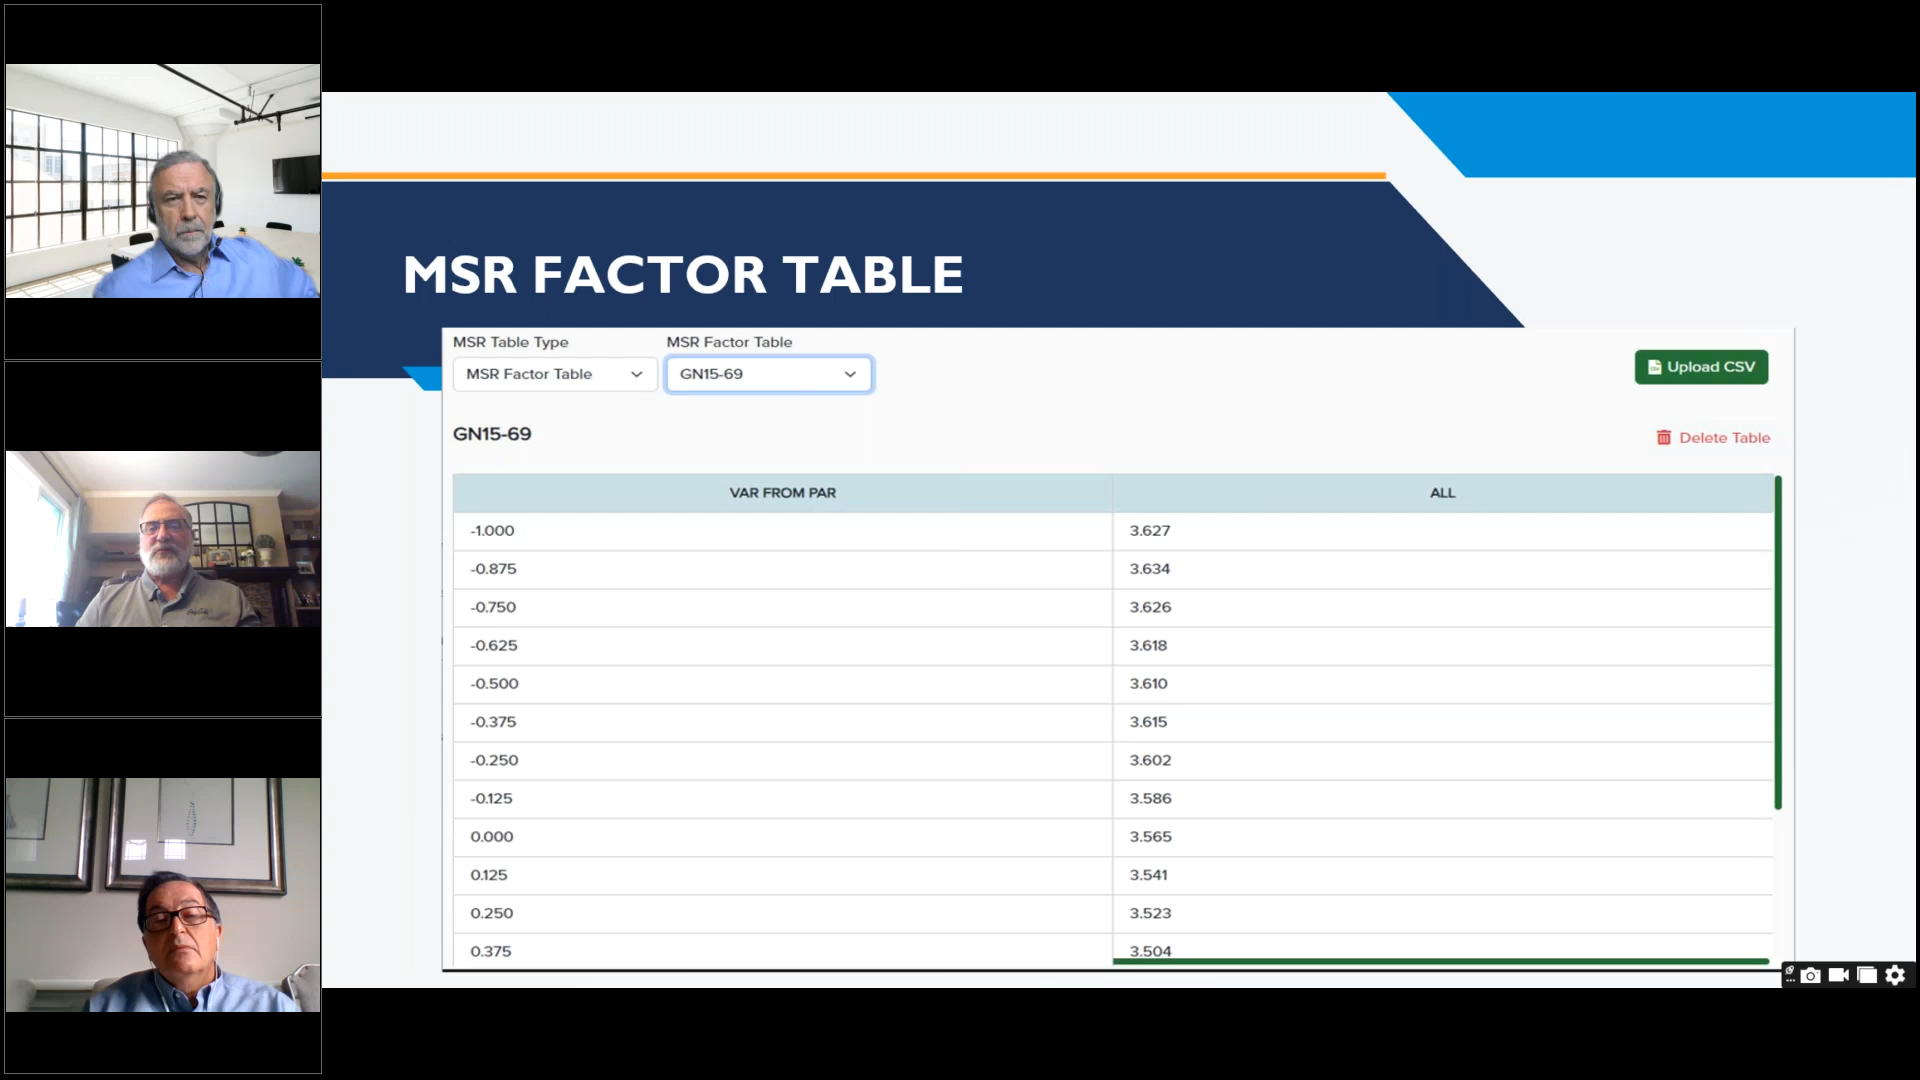 MSR FACTOR TABLE
MSR Table Type
MSR Factor Table
MSR Factor Table
GN15-69
Upload CSV
GN15-69
Delete Table
VAR FROM PAR ALL
-1.000 3.627
-0.875 3.634
-0.750 3.626
-0.625 3.618
-0.500 3.610
-0.375 3.615
-0.250 3.602
-0.125 3.586
0.000 3.565
0.125 3.541
0.250 3.523
0.375 3.504